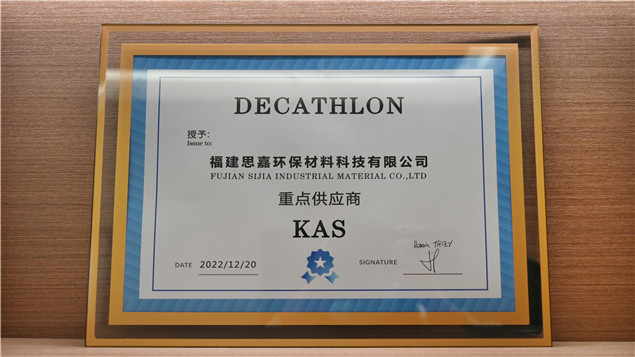 DECATHLON
授予:
Issue to:
福建思嘉环保材料科技有限公司
FUJIAN SIJIA INDUSTRIAL MATERIAL CO.,LTD
重点供应商
KAS
DATE 2022/12/20 SIGNATURE